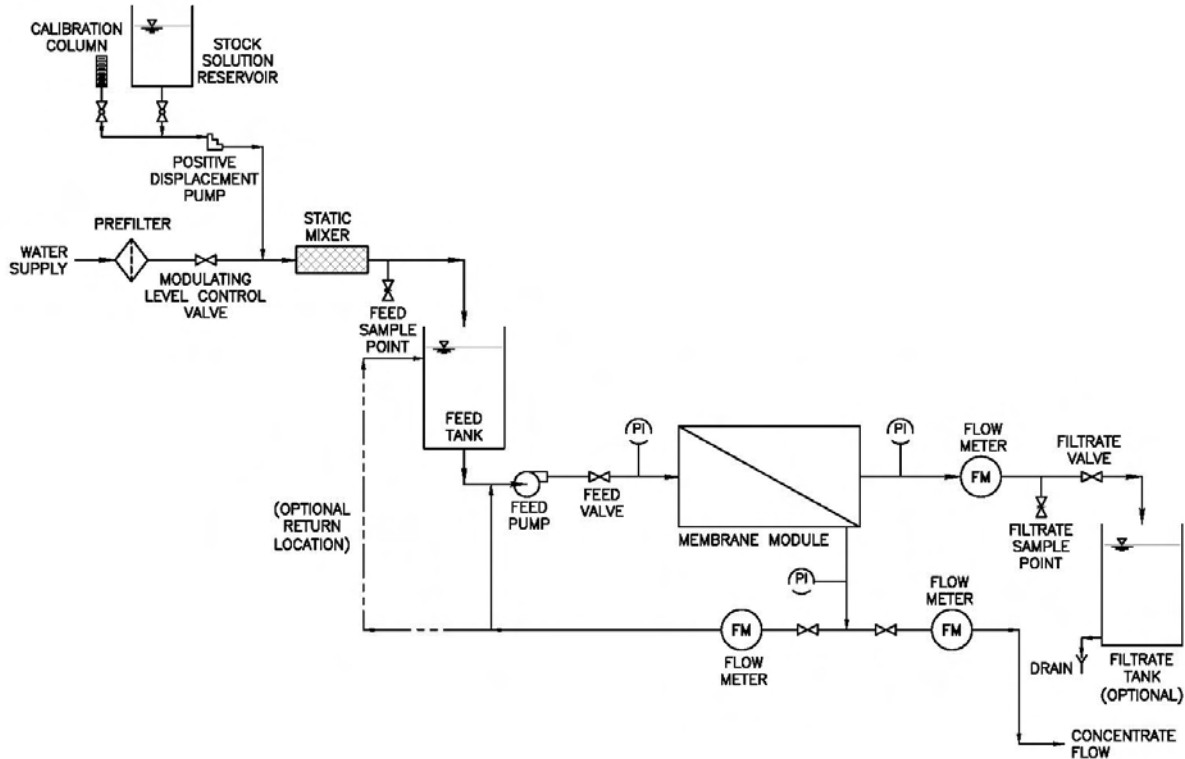 CALIBRATION
COLUMN
STOCK
SOLUTION
RESERVOIR
POSITIVE
DISPLACEMENT
PUMP
PREFILTER
STATIC
MIXER
WATER
SUPPLY
MODULATING
LEVEL CONTROL
VALVE
FEED
SAMPLE
POINT
FEED
TANK
(OPTIONAL
RETURN
LOCATION)
FEED
PUMP
FEED
VALVE
PI
MEMBRANE MODULE
PI
FLOW
METER
FM
FILTRATE
VALVE
FILTRATE
SAMPLE
POINT
PI
FM
FLOW
METER
FLOW
METER
FM
DRAIN
FILTRATE
TANK
(OPTIONAL)
CONCENTRATE
FLOW